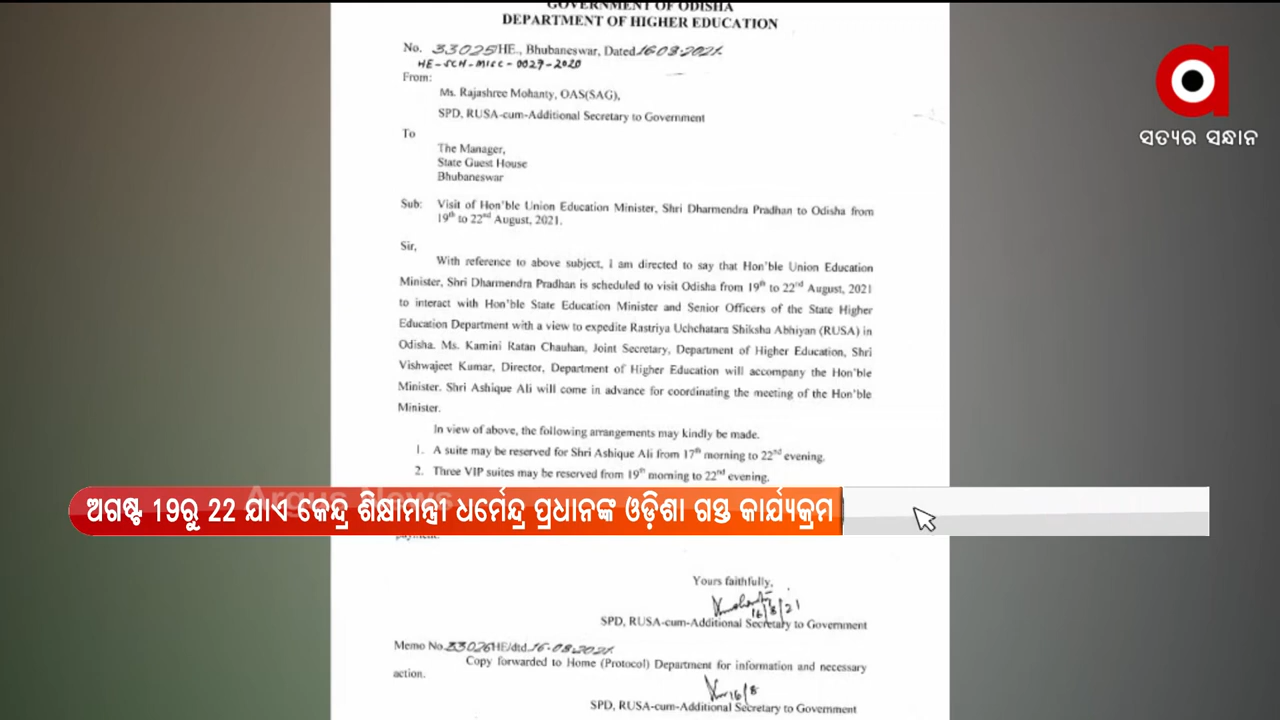 GOVERNMENT OF ODISHA
DEPARTMENT OF HIGHER EDUCATION
No. 33025/HE., Bhubaneswar, Dated 16.08.2021.
HE-SCH-MISC-0027-2020
From:
Ms. Rajashree Mohanty, OAS(SAG),
SPD, RUSA-cum-Additional Secretary to Government
To
The Manager,
State Guest House
Bhubaneswar
Sub: Visit of Hon'ble Union Education Minister, Shri Dharmendra Pradhan to Odisha from
19th to 22nd August, 2021.
Sir,
With reference to above subject, I am directed to say that Hon'ble Union Education
Minister, Shri Dharmendra Pradhan is scheduled to visit Odisha from 19th to 22nd August, 2021
to interact with Hon'ble State Education Minister and Senior Officers of the State Higher
Education Department with a view to expedite Rastriya Uchchatara Shiksha Abhiyan (RUSA) in
Odisha. Ms. Kamini Ratan Chauhan, Joint Secretary, Department of Higher Education, Shri
Vishwajeet Kumar, Director, Department of Higher Education will accompany the Hon'ble
Minister. Shri Ashique Ali will come in advance for coordinating the meeting of the Hon'ble
Minister.
In view of above, the following arrangements may kindly be made.
1. A suite may be reserved for Shri Ashique Ali from 17th morning to 22nd evening.
2. Three VIP suites may be reserved from 19th morning to 22nd evening.
Argus News
ଅଗଷ୍ଟ 19ରୁ 22 ଯାଏ କେନ୍ଦ୍ର ଶିକ୍ଷାମନ୍ତ୍ରୀ ଧର୍ମେନ୍ଦ୍ର ପ୍ରଧାନଙ୍କ ଓଡ଼ିଶା ଗସ୍ତ କାର୍ଯ୍ୟକ୍ରମ
payment.
Yours faithfully,
16/8/21
SPD, RUSA-cum-Additional Secretary to Government
Memo No. 33026/HE/dtd. 16.08.2021.
Copy forwarded to Home (Protocol) Department for information and necessary
action.
16/8
SPD, RUSA-cum-Additional Secretary to Government
a
ସତ୍ୟର ସନ୍ଧାନ